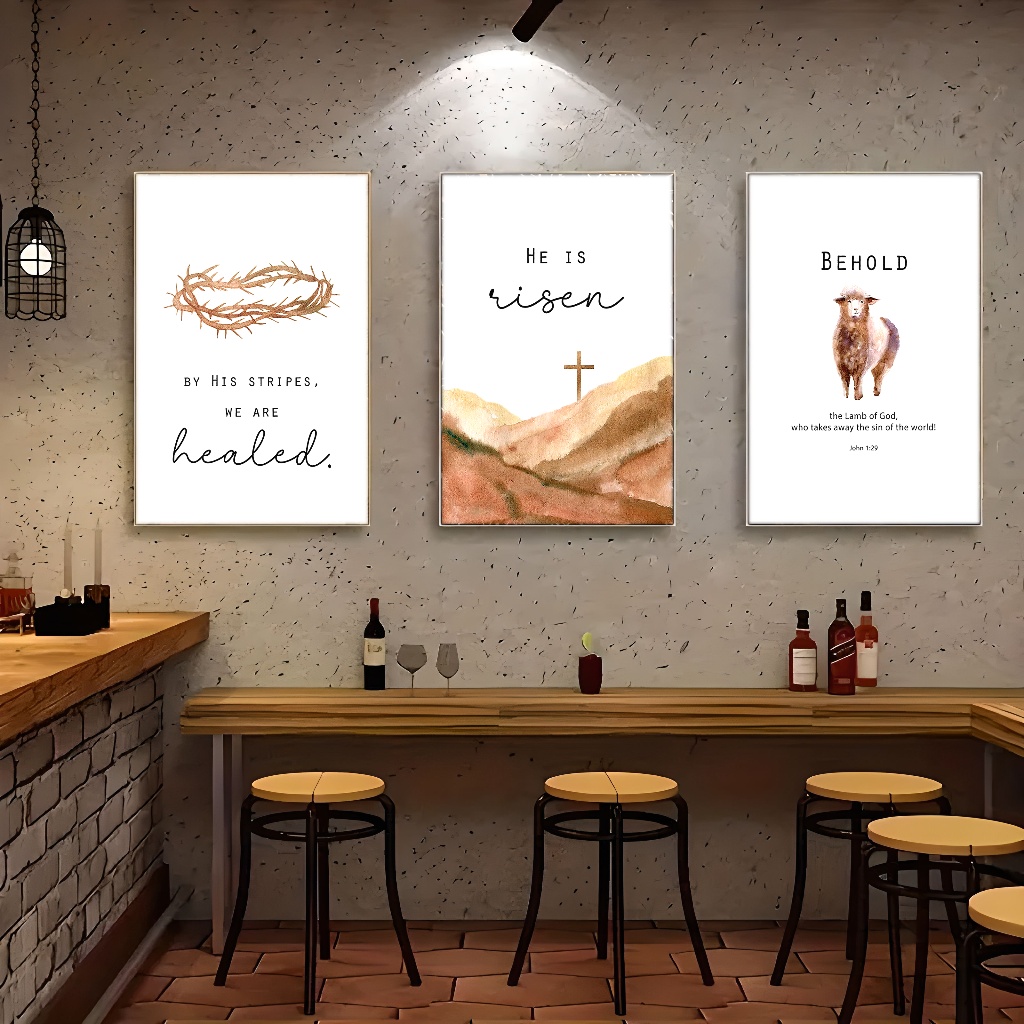 BY HIS STRIPES,
WE ARE
healed.
HE IS
risen
BEHOLD
the Lamb of God,
who takes away the sin of the world!
John 1:29